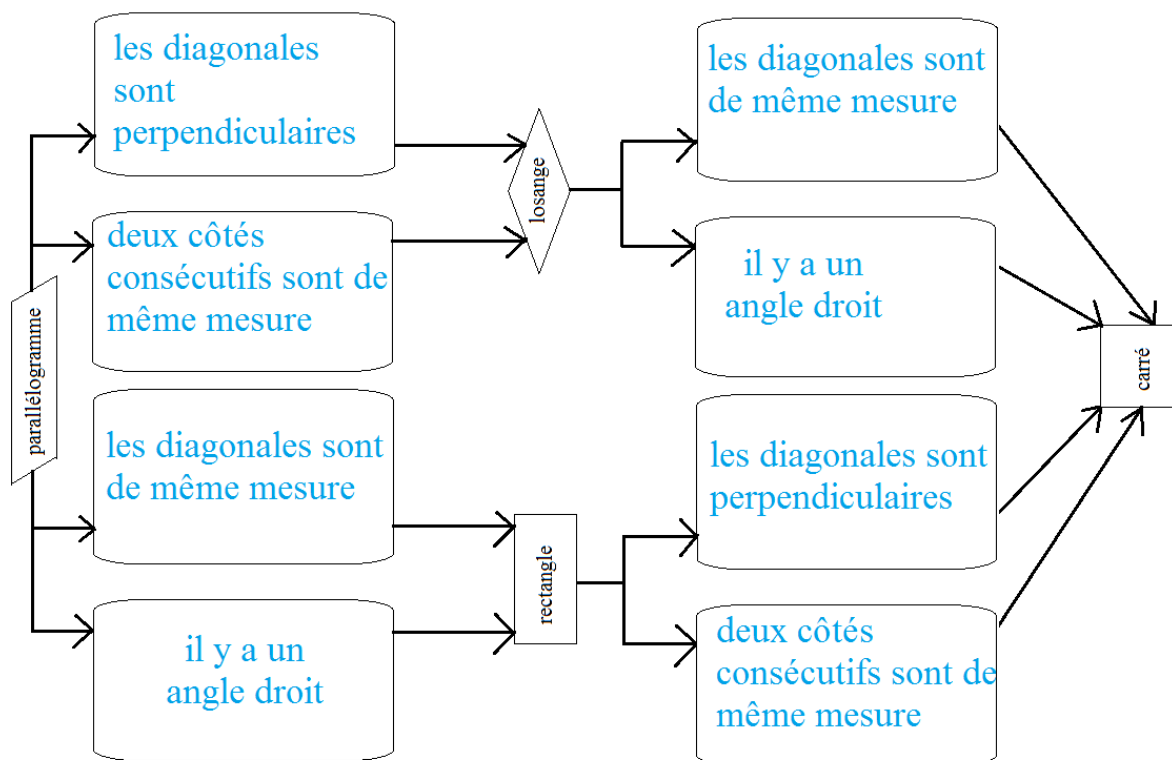 les diagonales
sont
perpendiculaires
deux côtés
consécutifs sont de
même mesure
parallélogramme
les diagonales sont
de même mesure
il y a un
angle droit
losange
rectangle
les diagonales sont
de même mesure
il y a un
angle droit
les diagonales sont
perpendiculaires
deux côtés
consécutifs sont de
même mesure
carré